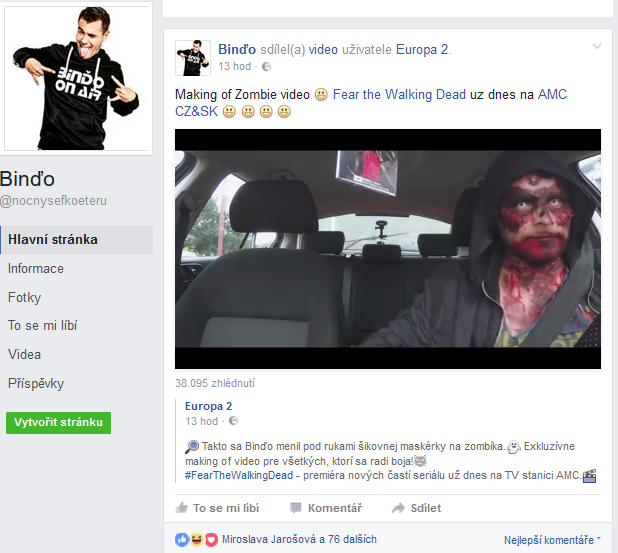 BINĎO
ON AIR
Binďo
@nocnysefkoeteru
Hlavní stránka
Informace
Fotky
To se mi líbí
Videa
Příspěvky
Vytvořit stránku
Binďo sdílel(a) video uživatele Europa 2.
13 hod ·
Making of Zombie video 😃 Fear the Walking Dead uz dnes na AMC
CZ&SK 😃 😃 😃 😃
38.095 zhlédnutí
Europa 2
13 hod ·
🔎 Takto sa Binďo menil pod rukami šikovnej maskérky na zombíka.👻 Exkluzívne
making of video pre všetkých, ktorí sa radi boja!🐱
#FearTheWalkingDead - premiéra nových častí seriálu už dnes na TV stanici AMC.🎬
To se mi líbí Komentář Sdílet
Miroslava Jarošová a 76 dalších
Nejlepší komentáře